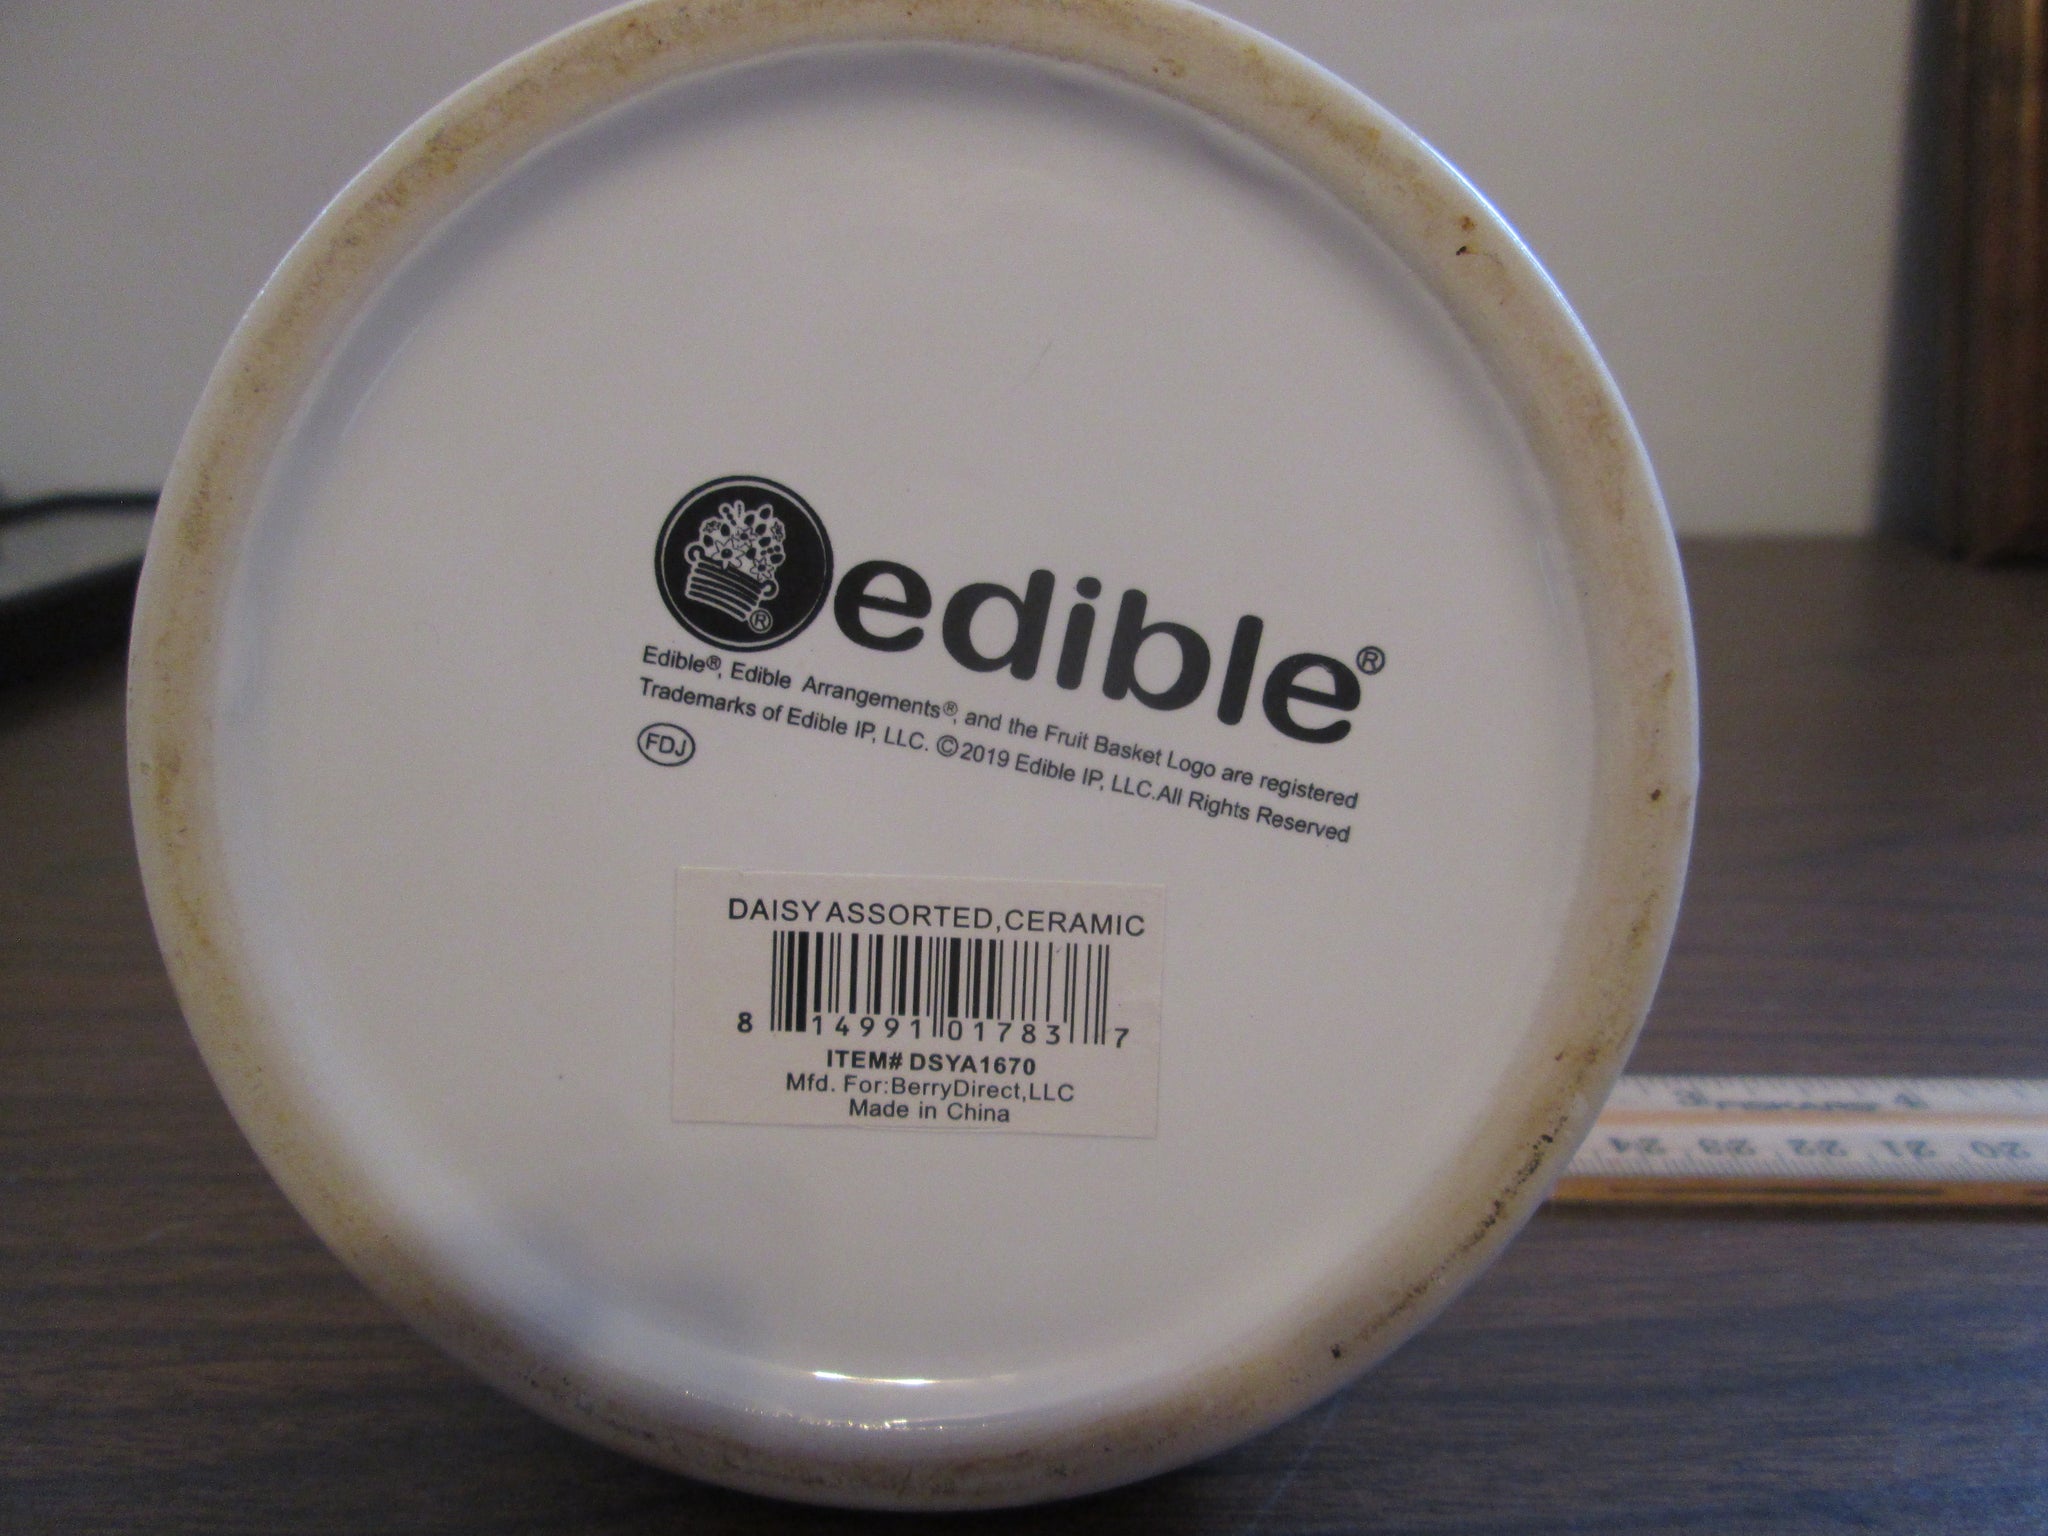 edible®
Edible®, Edible Arrangements®, and the Fruit Basket Logo are registered
Trademarks of Edible IP, LLC. ©2019 Edible IP, LLC.All Rights Reserved
FDJ
DAISY ASSORTED,CERAMIC
8 14991 01783 7
ITEM# DSYA1670
Mfd. For:BerryDirect,LLC
Made in China
24 23 22 21 20